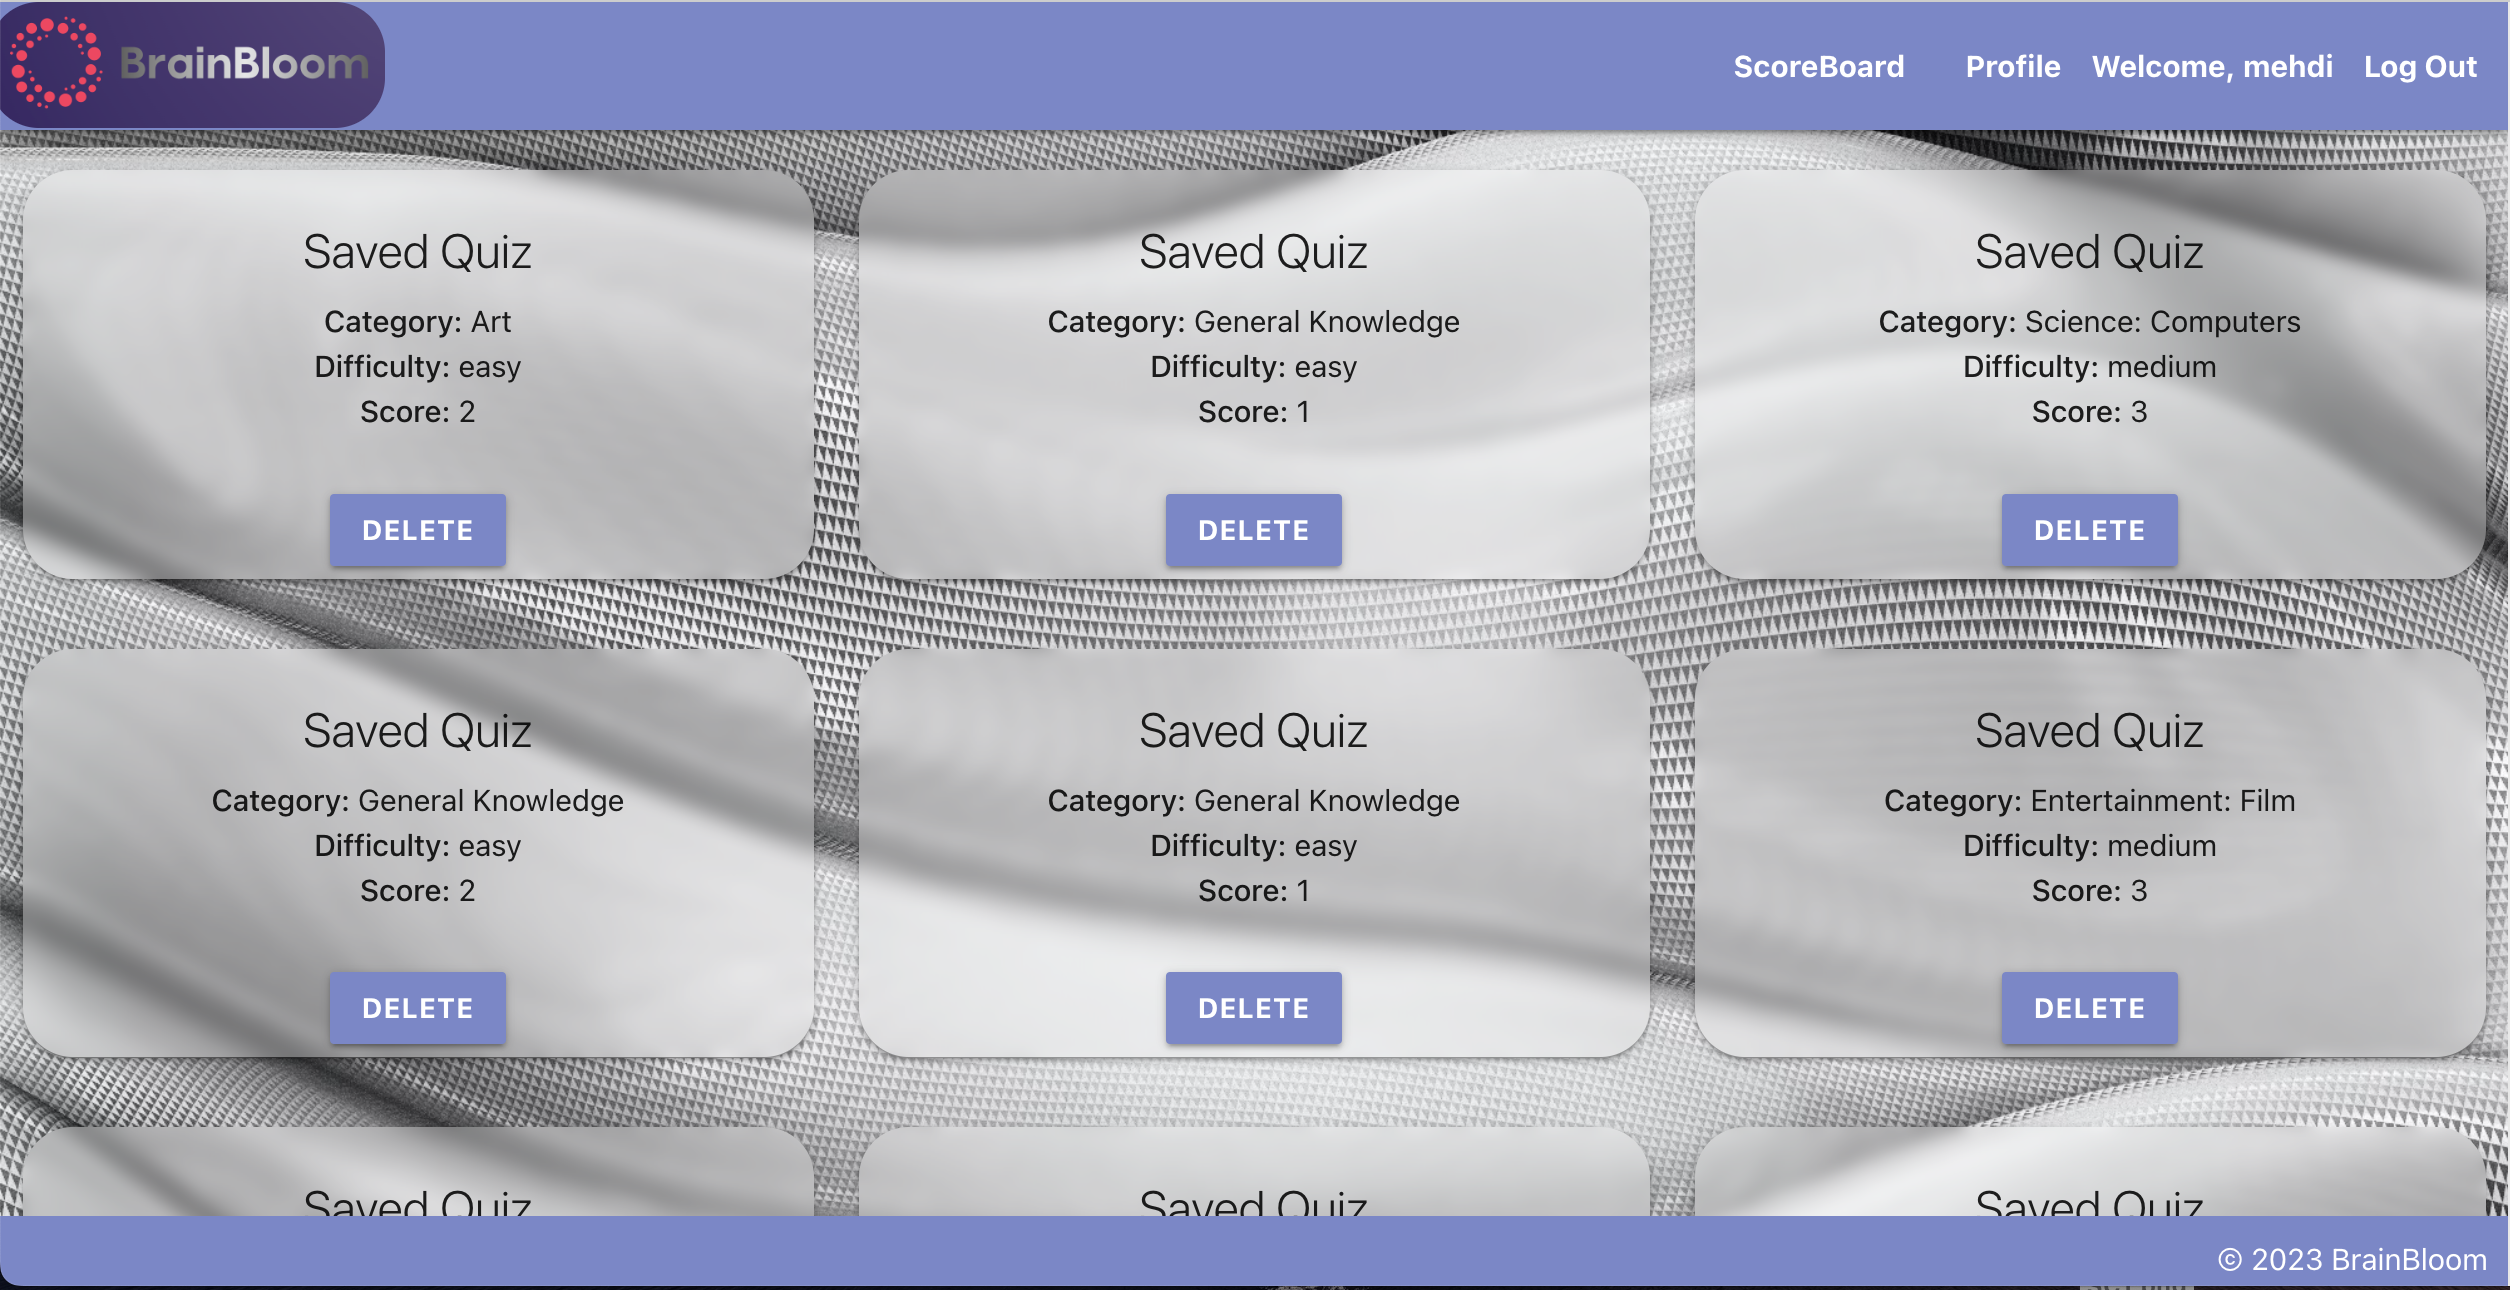 BrainBloom
ScoreBoard Profile Welcome, mehdi Log Out
Saved Quiz
Category: Art
Difficulty: easy
Score: 2
DELETE
Saved Quiz
Category: General Knowledge
Difficulty: easy
Score: 1
DELETE
Saved Quiz
Category: Science: Computers
Difficulty: medium
Score: 3
DELETE
Saved Quiz
Category: General Knowledge
Difficulty: easy
Score: 2
DELETE
Saved Quiz
Category: General Knowledge
Difficulty: easy
Score: 1
DELETE
Saved Quiz
Category: Entertainment: Film
Difficulty: medium
Score: 3
DELETE
Saved Quiz
Saved Quiz
Saved Quiz
© 2023 BrainBloom